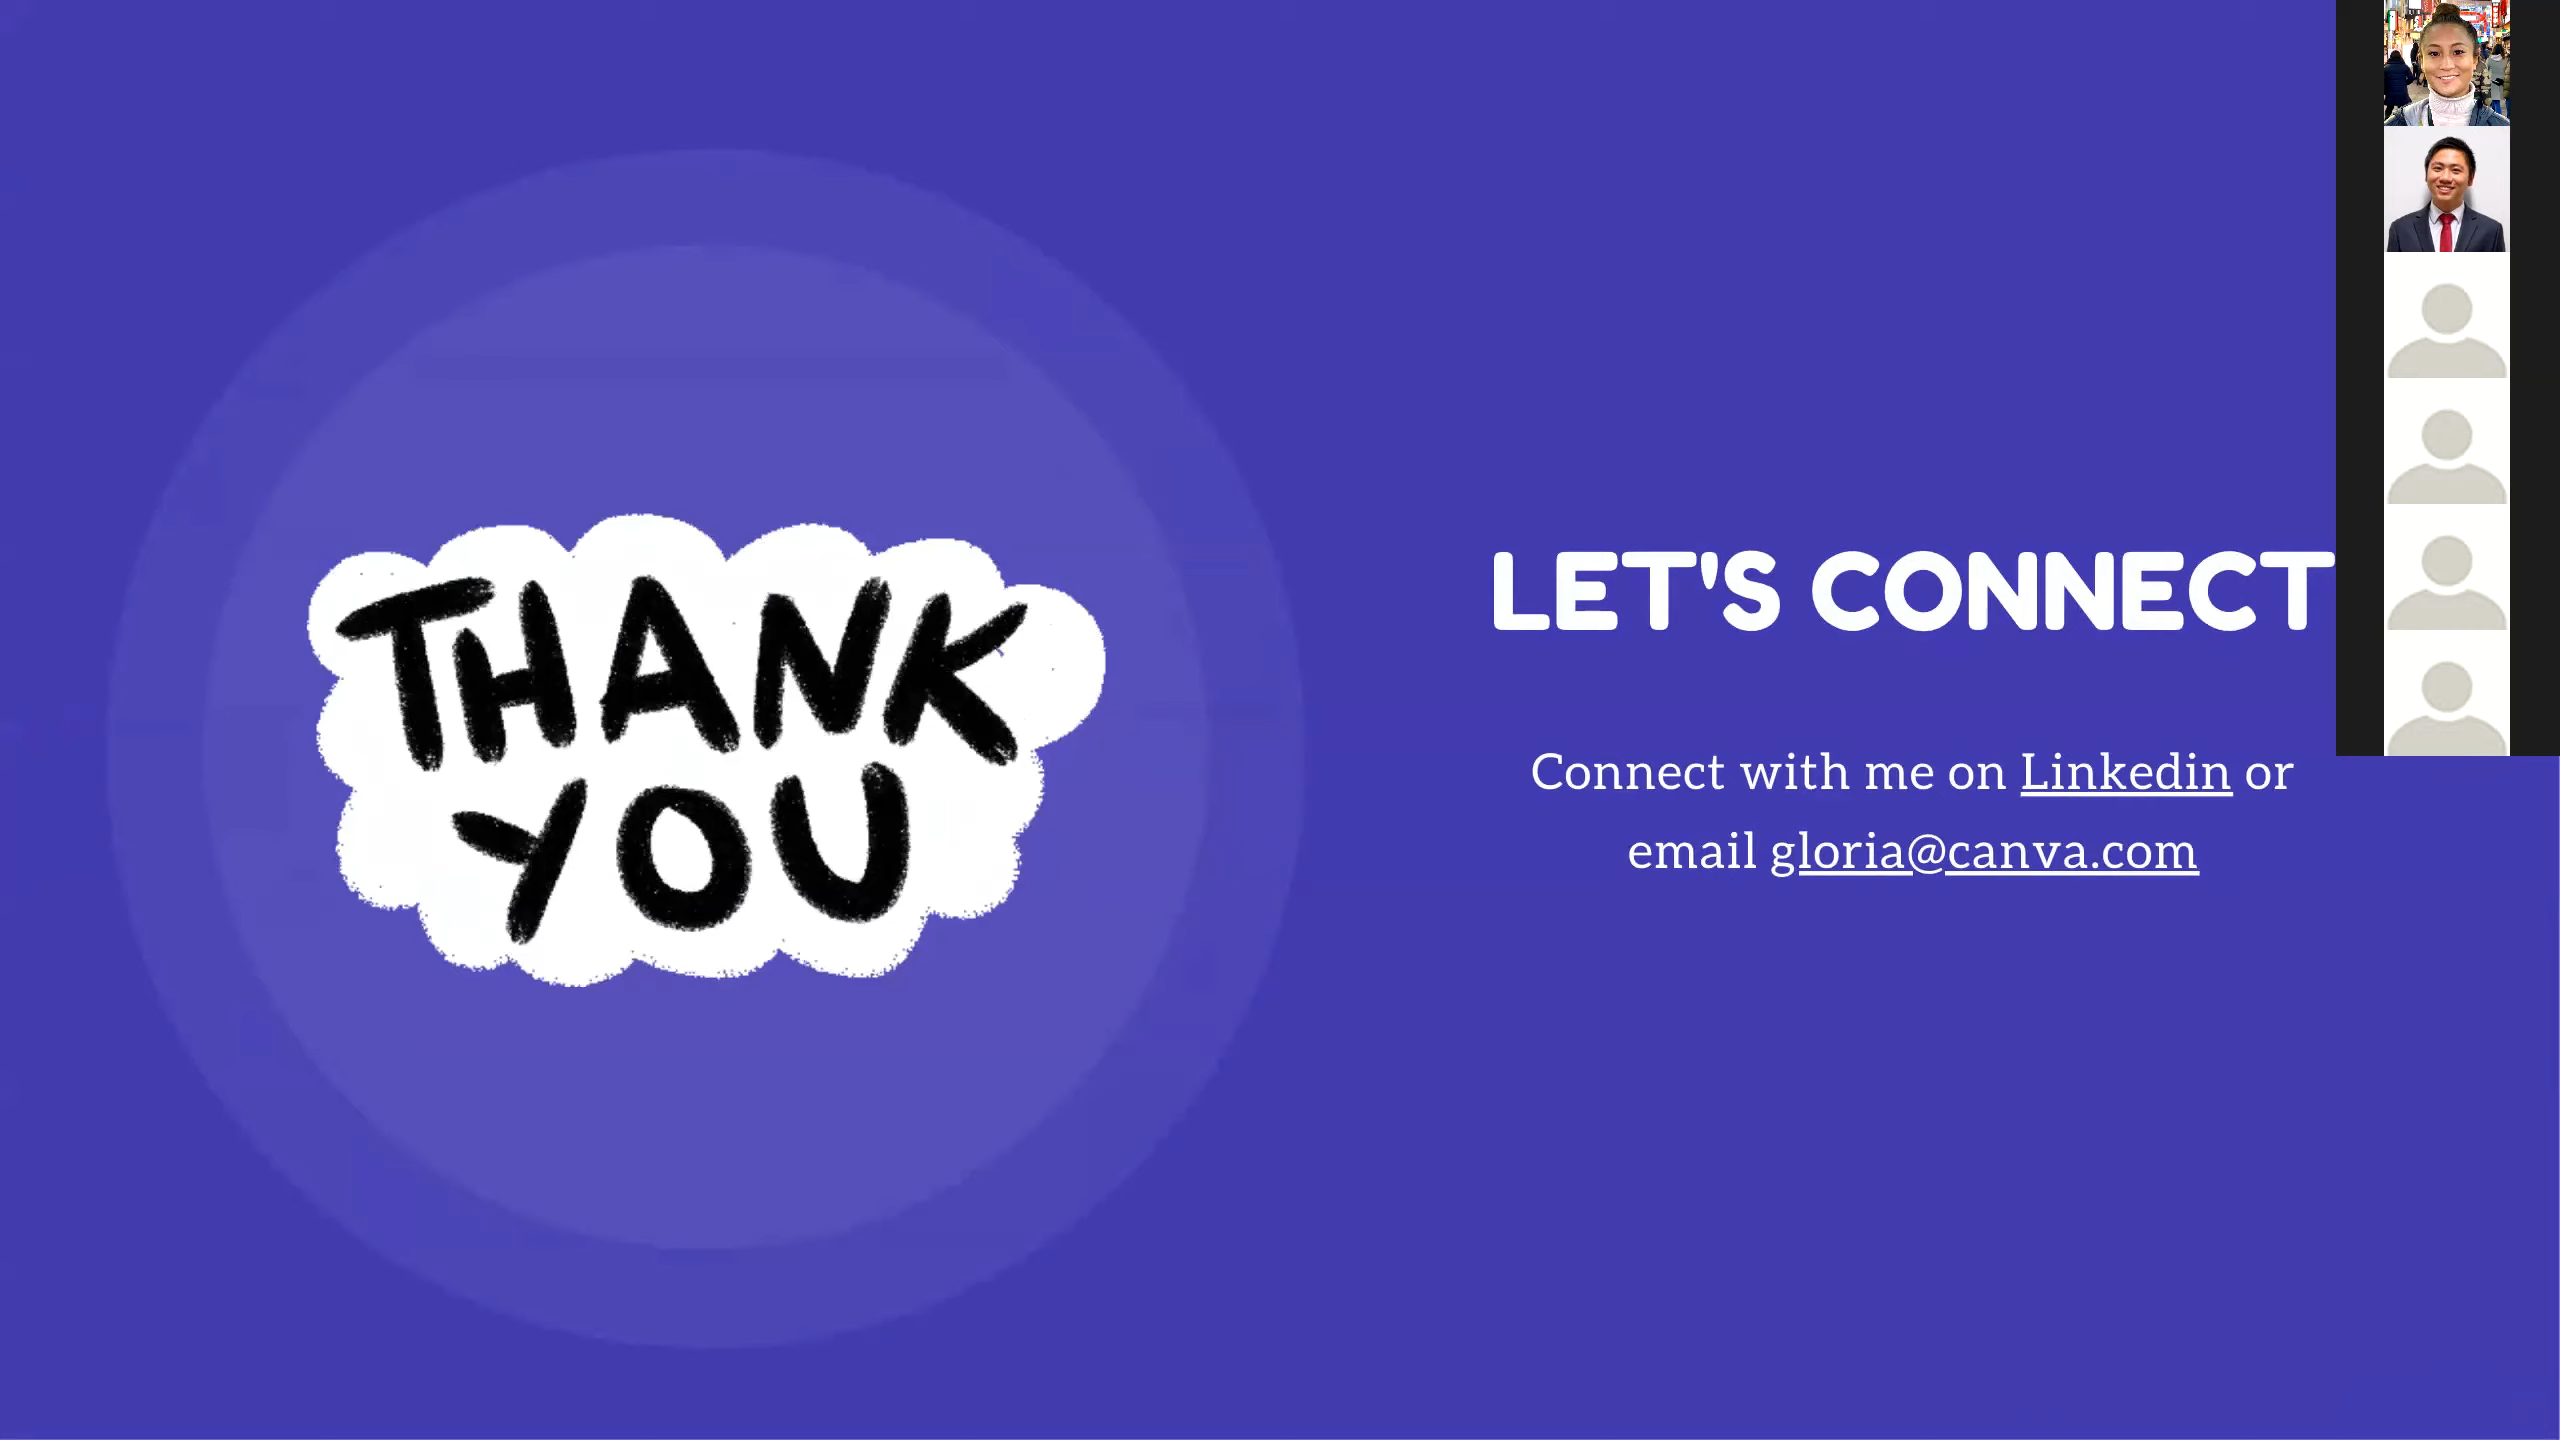 THANK
YOU
LET'S CONNECT
Connect with me on Linkedin or
email gloria@canva.com